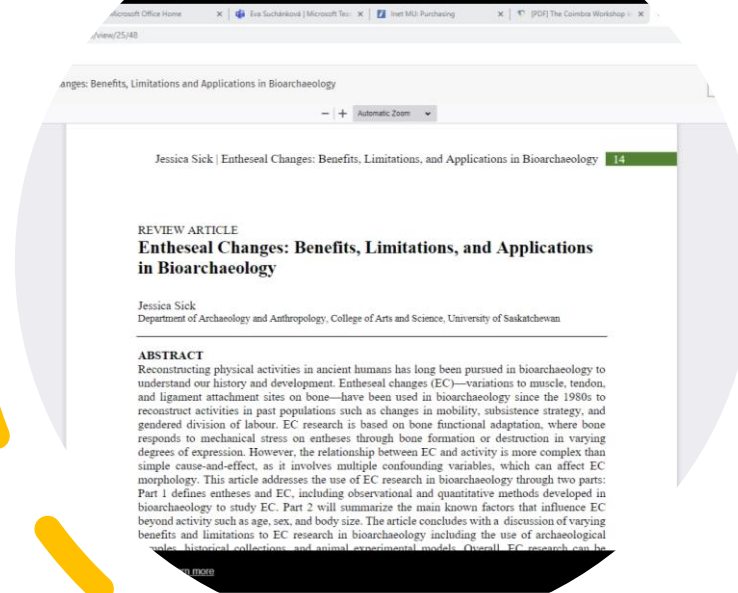 Microsoft Office Home Eva Suchánková | Microsoft Tea Inet MU: Purchasing [PDF] The Coimbra Workshop
/view/25/48
anges: Benefits, Limitations and Applications in Bioarchaeology
− + Automatic Zoom
Jessica Sick | Entheseal Changes: Benefits, Limitations, and Applications in Bioarchaeology 14
REVIEW ARTICLE
Entheseal Changes: Benefits, Limitations, and Applications
in Bioarchaeology
Jessica Sick
Department of Archaeology and Anthropology, College of Arts and Science, University of Saskatchewan
ABSTRACT
Reconstructing physical activities in ancient humans has long been pursued in bioarchaeology to
understand our history and development. Entheseal changes (EC)—variations to muscle, tendon,
and ligament attachment sites on bone—have been used in bioarchaeology since the 1980s to
reconstruct activities in past populations such as changes in mobility, subsistence strategy, and
gendered division of labour. EC research is based on bone functional adaptation, where bone
responds to mechanical stress on entheses through bone formation or destruction in varying
degrees of expression. However, the relationship between EC and activity is more complex than
simple cause-and-effect, as it involves multiple confounding variables, which can affect EC
morphology. This article addresses the use of EC research in bioarchaeology through two parts:
Part 1 defines entheses and EC, including observational and quantitative methods developed in
bioarchaeology to study EC. Part 2 will summarize the main known factors that influence EC
beyond activity such as age, sex, and body size. The article concludes with a discussion of varying
benefits and limitations to EC research in bioarchaeology including the use of archaeological
historical collections, and animal experimental models. Overall, EC research can be
more